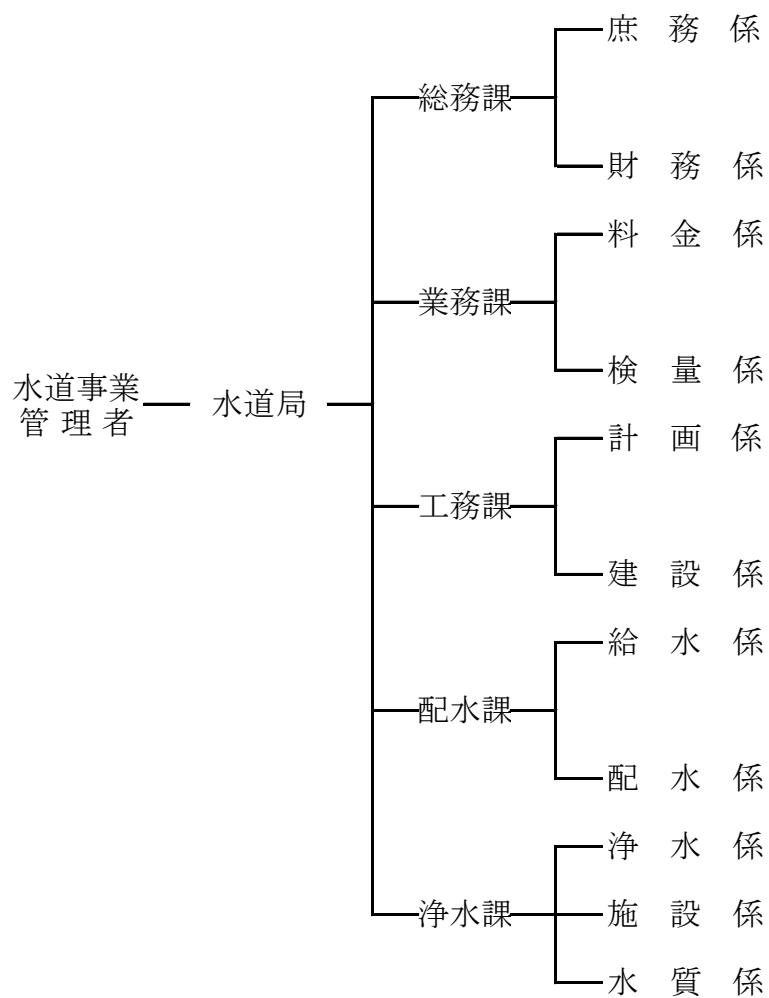 水道事業
管理者
水道局
総務課
庶務係
財務係
業務課
料金係
検量係
工務課
計画係
建設係
配水課
給水係
配水係
浄水課
浄水係
施設係
水質係